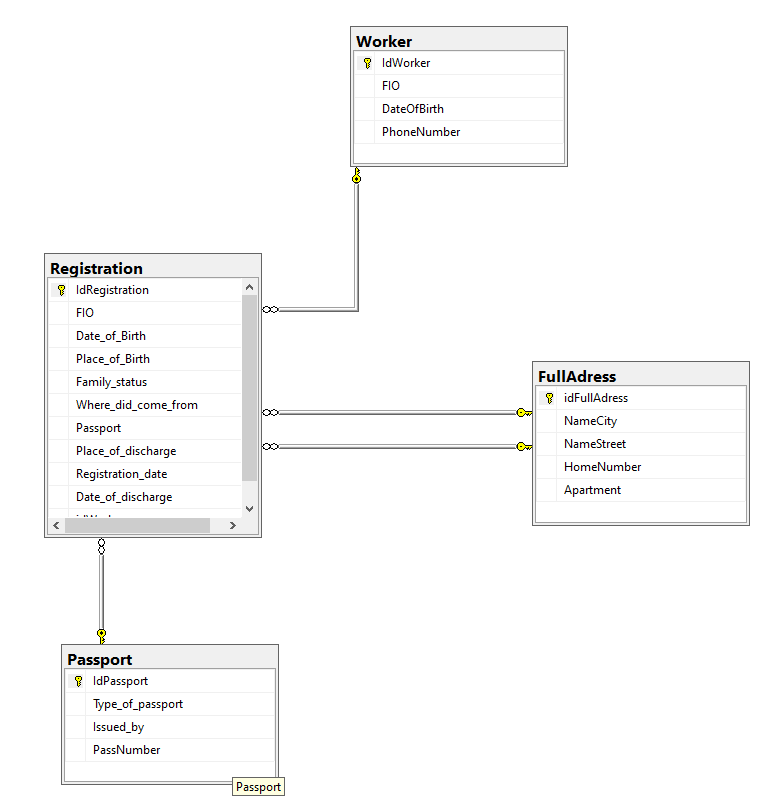 Worker
IdWorker
FIO
DateOfBirth
PhoneNumber
Registration
IdRegistration
FIO
Date_of_Birth
Place_of_Birth
Family_status
Where_did_come_from
Passport
Place_of_discharge
Registration_date
Date_of_discharge
FullAdress
idFullAdress
NameCity
NameStreet
HomeNumber
Apartment
Passport
IdPassport
Type_of_passport
Issued_by
PassNumber
Passport